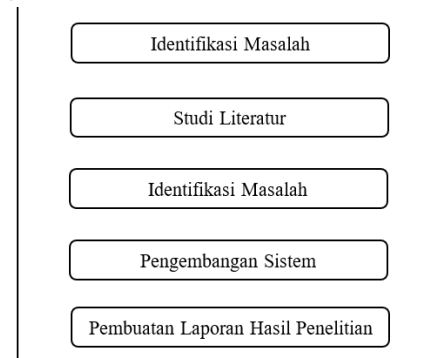 Identifikasi Masalah
Studi Literatur
Identifikasi Masalah
Pengembangan Sistem
Pembuatan Laporan Hasil Penelitian